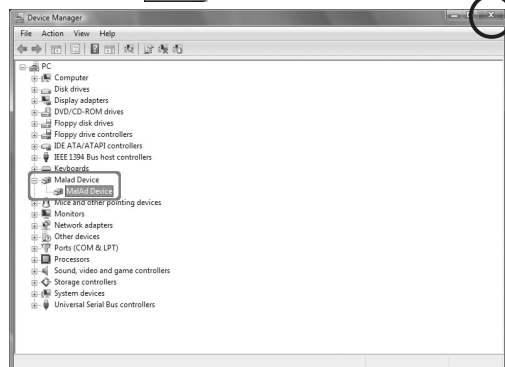 Device Manager
File Action View Help
PC
Computer
Disk drives
Display adapters
DVD/CD-ROM drives
Floppy disk drives
Floppy drive controllers
IDE ATA/ATAPI controllers
IEEE 1394 Bus host controllers
Keyboards
Malad Device
MalAd Device
Mice and other pointing devices
Monitors
Network adapters
Other devices
Ports (COM & LPT)
Processors
Sound, video and game controllers
Storage controllers
System devices
Universal Serial Bus controllers